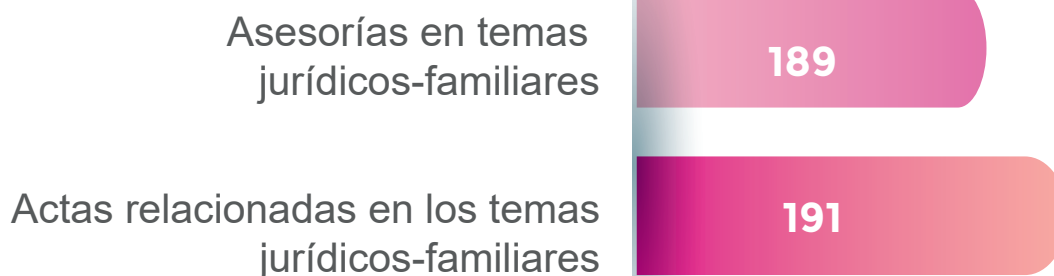 Asesorías en temas
jurídicos-familiares
189
Actas relacionadas en los temas
jurídicos-familiares
191